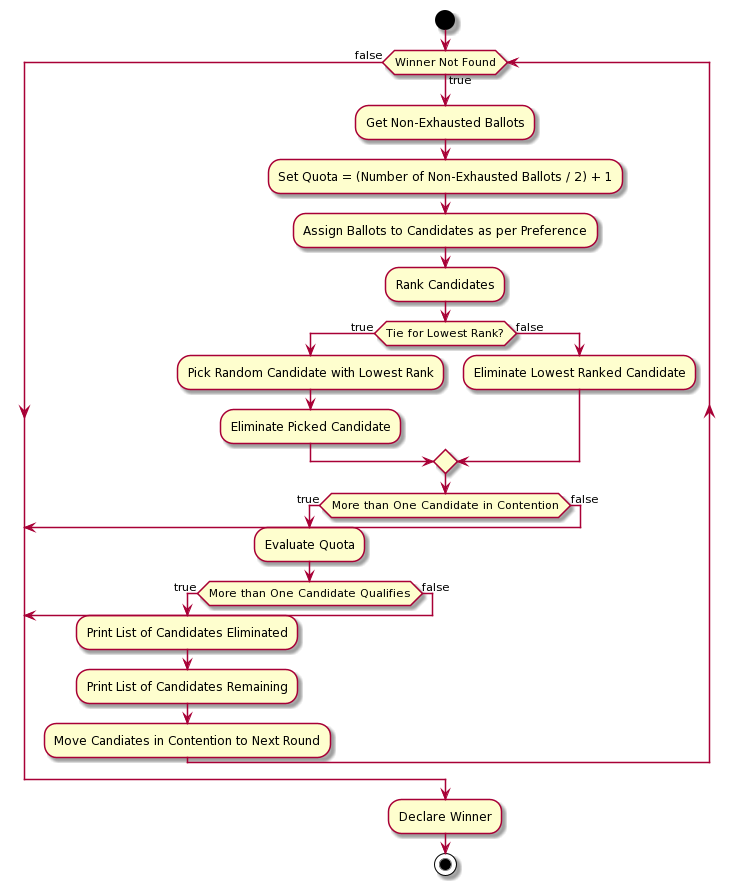 false
Winner Not Found
true
Get Non-Exhausted Ballots
Set Quota = (Number of Non-Exhausted Ballots / 2) + 1
Assign Ballots to Candidates as per Preference
Rank Candidates
true
Tie for Lowest Rank?
false
Pick Random Candidate with Lowest Rank
Eliminate Lowest Ranked Candidate
Eliminate Picked Candidate
true
More than One Candidate in Contention
false
Evaluate Quota
true
More than One Candidate Qualifies
false
Print List of Candidates Eliminated
Print List of Candidates Remaining
Move Candiates in Contention to Next Round
Declare Winner